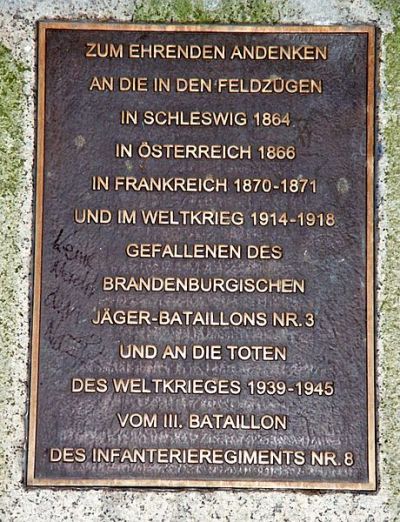 ZUM EHRENDEN ANDENKEN
AN DIE IN DEN FELDZÜGEN
IN SCHLESWIG 1864
IN ÖSTERREICH 1866
IN FRANKREICH 1870-1871
UND IM WELTKRIEG 1914-1918
GEFALLENEN DES
BRANDENBURGISCHEN
JÄGER-BATAILLONS NR. 3
UND AN DIE TOTEN
DES WELTKRIEGES 1939-1945
VOM III. BATAILLON
DES INFANTERIEREGIMENTS NR. 8